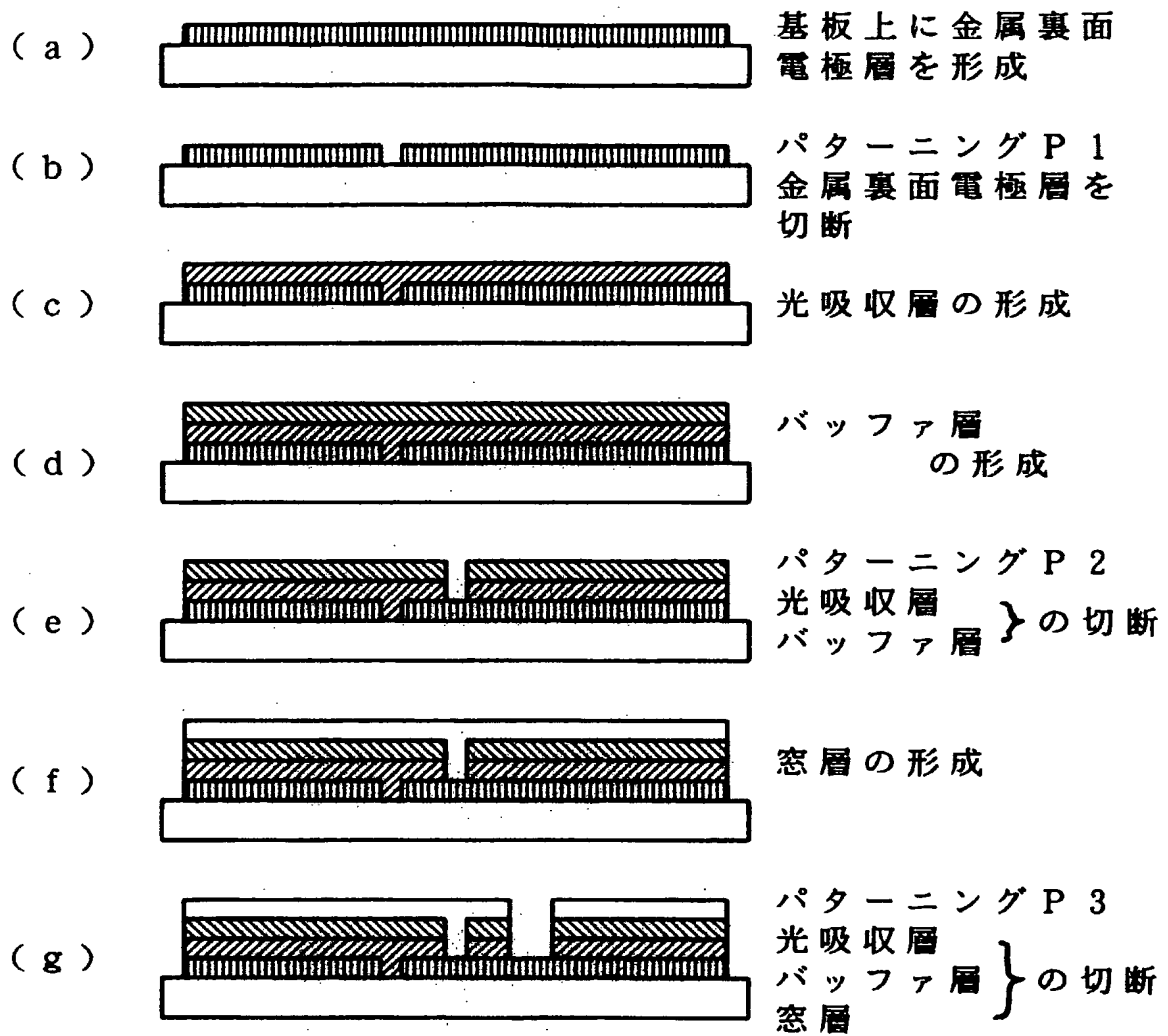 (a)
基板上に金属裏面
電極層を形成
(b)
パターニングP1
金属裏面電極層を
切断
(c)
光吸収層の形成
(d)
バッファ層
の形成
(e)
パターニングP2
光吸収層
バッファ層
}の切断
(f)
窓層の形成
(g)
パターニングP3
光吸収層
バッファ層
窓層
}の切断